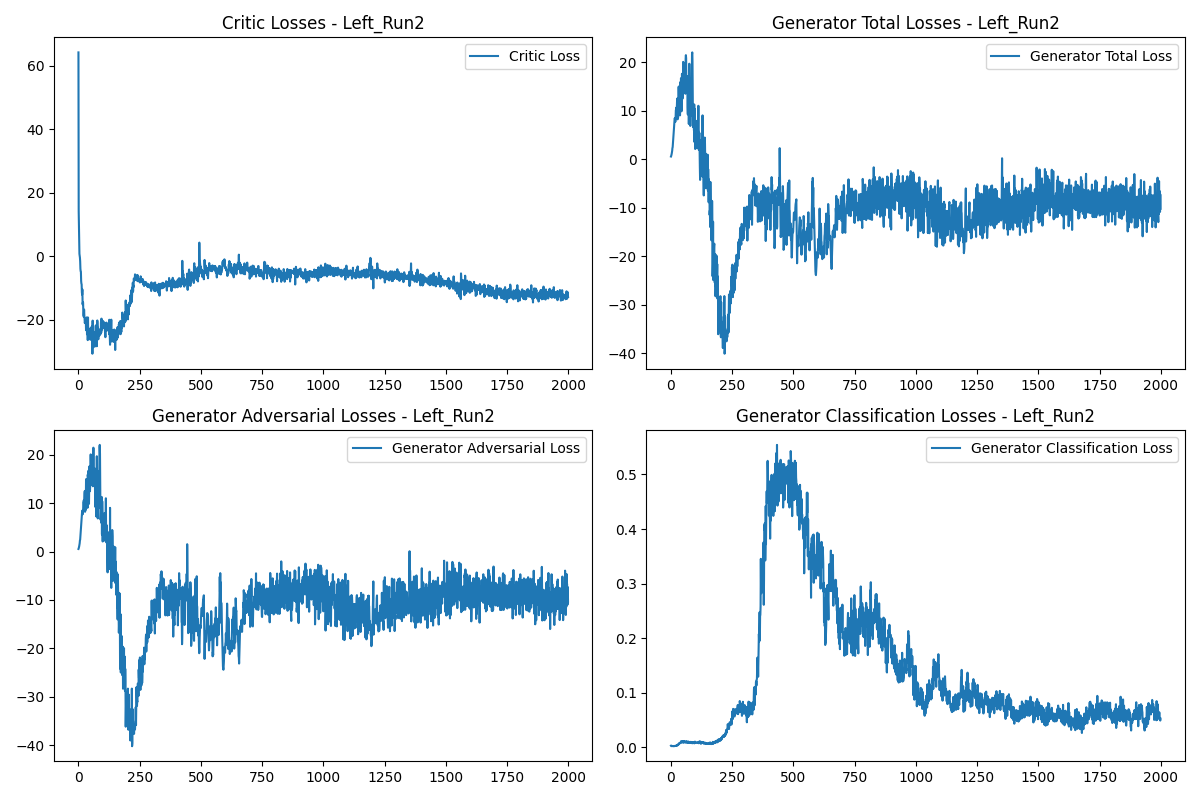 Critic Losses - Left_Run2
Critic Loss
60
40
20
0
−20
0 250 500 750 1000 1250 1500 1750 2000
Generator Total Losses - Left_Run2
Generator Total Loss
20
10
0
−10
−20
−30
−40
0 250 500 750 1000 1250 1500 1750 2000
Generator Adversarial Losses - Left_Run2
Generator Adversarial Loss
20
10
0
−10
−20
−30
−40
0 250 500 750 1000 1250 1500 1750 2000
Generator Classification Losses - Left_Run2
Generator Classification Loss
0.5
0.4
0.3
0.2
0.1
0.0
0 250 500 750 1000 1250 1500 1750 2000